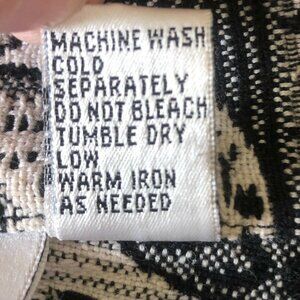 MACHINE WASH
COLD
SEPARATELY
DO NOT BLEACH
TUMBLE DRY
LOW
WARM IRON
AS NEEDED